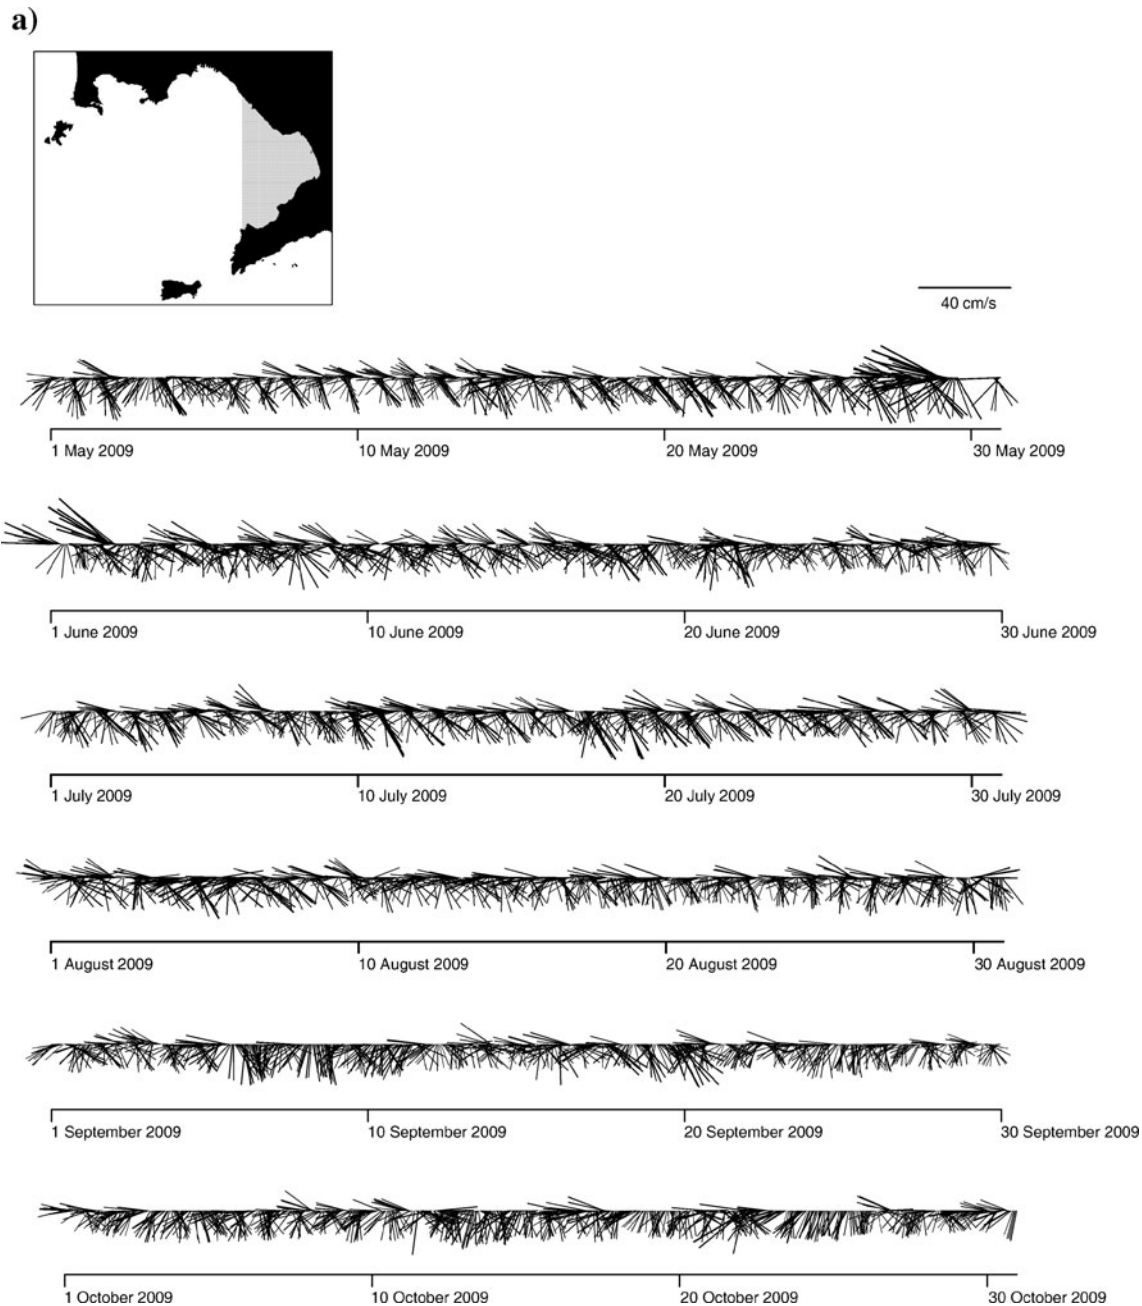 a)
40 cm/s
1 May 2009 10 May 2009 20 May 2009 30 May 2009
1 June 2009 10 June 2009 20 June 2009 30 June 2009
1 July 2009 10 July 2009 20 July 2009 30 July 2009
1 August 2009 10 August 2009 20 August 2009 30 August 2009
1 September 2009 10 September 2009 20 September 2009 30 September 2009
1 October 2009 10 October 2009 20 October 2009 30 October 2009